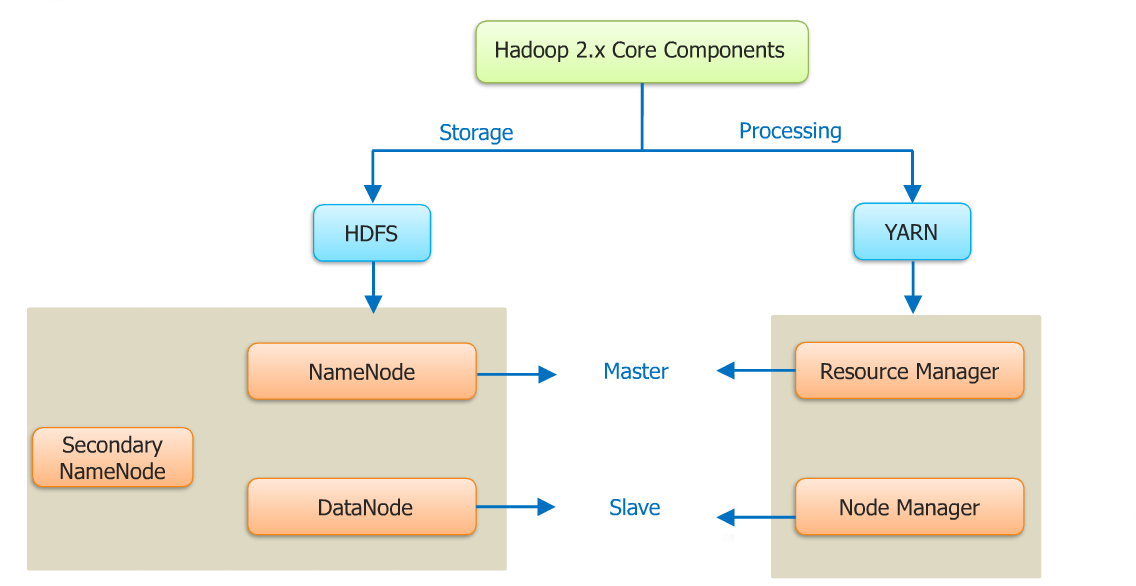 Hadoop 2.x Core Components
Storage
Processing
HDFS
YARN
NameNode
Master
Resource Manager
Secondary
NameNode
DataNode
Slave
Node Manager